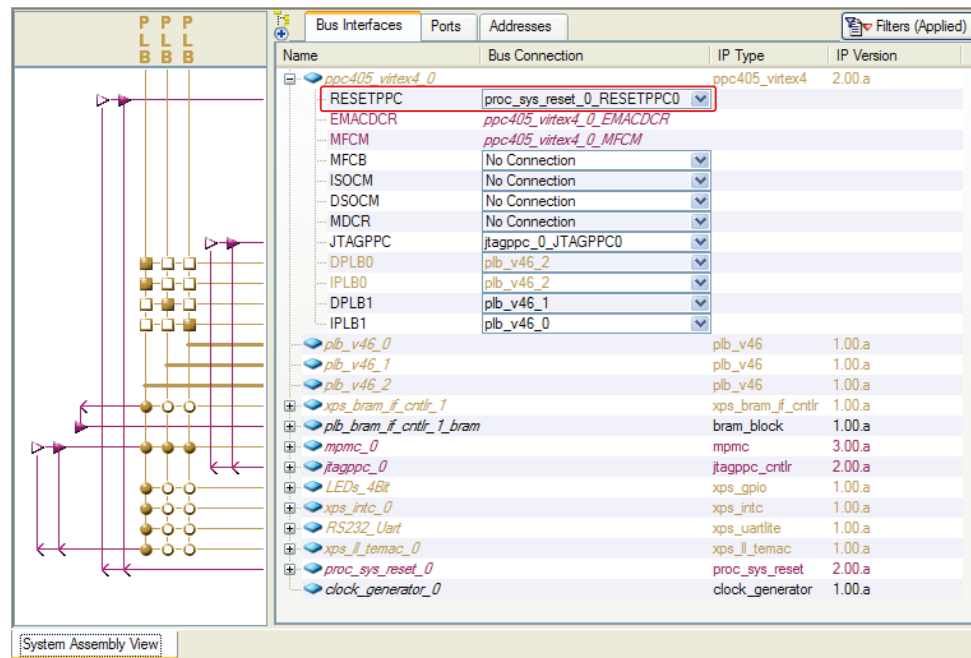 P P P
L L L
B B B
Bus Interfaces Ports Addresses Filters (Applied)
Name Bus Connection IP Type IP Version
ppc405_virtex4_0 ppc405_virtex4 2.00.a
RESETPPC proc_sys_reset_0_RESETPPC0
EMACDCR ppc405_virtex4_0_EMACDCR
MFCM ppc405_virtex4_0_MFCM
MFCB No Connection
ISOCM No Connection
DSOCM No Connection
MDCR No Connection
JTAGPPC jtagppc_0_JTAGPPC0
DPLB0 plb_v46_2
IPLB0 plb_v46_2
DPLB1 plb_v46_1
IPLB1 plb_v46_0
plb_v46_0 plb_v46 1.00.a
plb_v46_1 plb_v46 1.00.a
plb_v46_2 plb_v46 1.00.a
xps_bram_if_cntlr_1 xps_bram_if_cntlr 1.00.a
plb_bram_if_cntlr_1_bram bram_block 1.00.a
mpmc_0 mpmc 3.00.a
jtagppc_0 jtagppc_cntlr 2.00.a
LEDs_4Bit xps_gpio 1.00.a
xps_intc_0 xps_intc 1.00.a
RS232_Uart xps_uartlite 1.00.a
xps_ll_temac_0 xps_ll_temac 1.00.a
proc_sys_reset_0 proc_sys_reset 2.00.a
clock_generator_0 clock_generator 1.00.a
System Assembly View